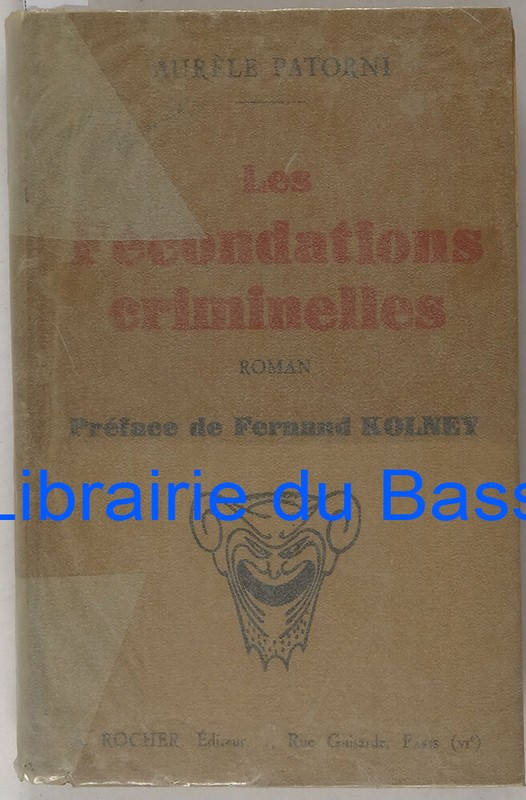 AURÈLE PATORNI
Les
Fécondations
criminelles
ROMAN
Préface de Fernand KOLNEY
Librairie du Bass
ROCHER, Éditeur, Rue Guisarde, Paris (VIe)